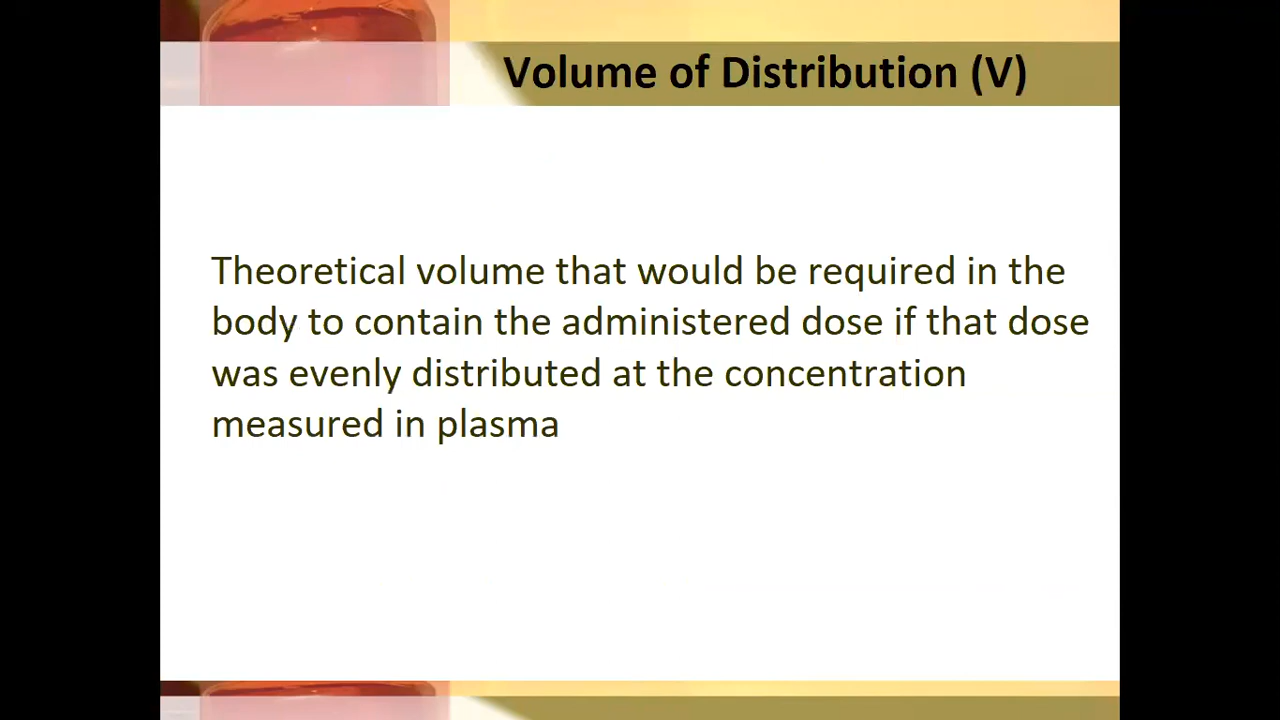 Volume of Distribution (V)
Theoretical volume that would be required in the
body to contain the administered dose if that dose
was evenly distributed at the concentration
measured in plasma